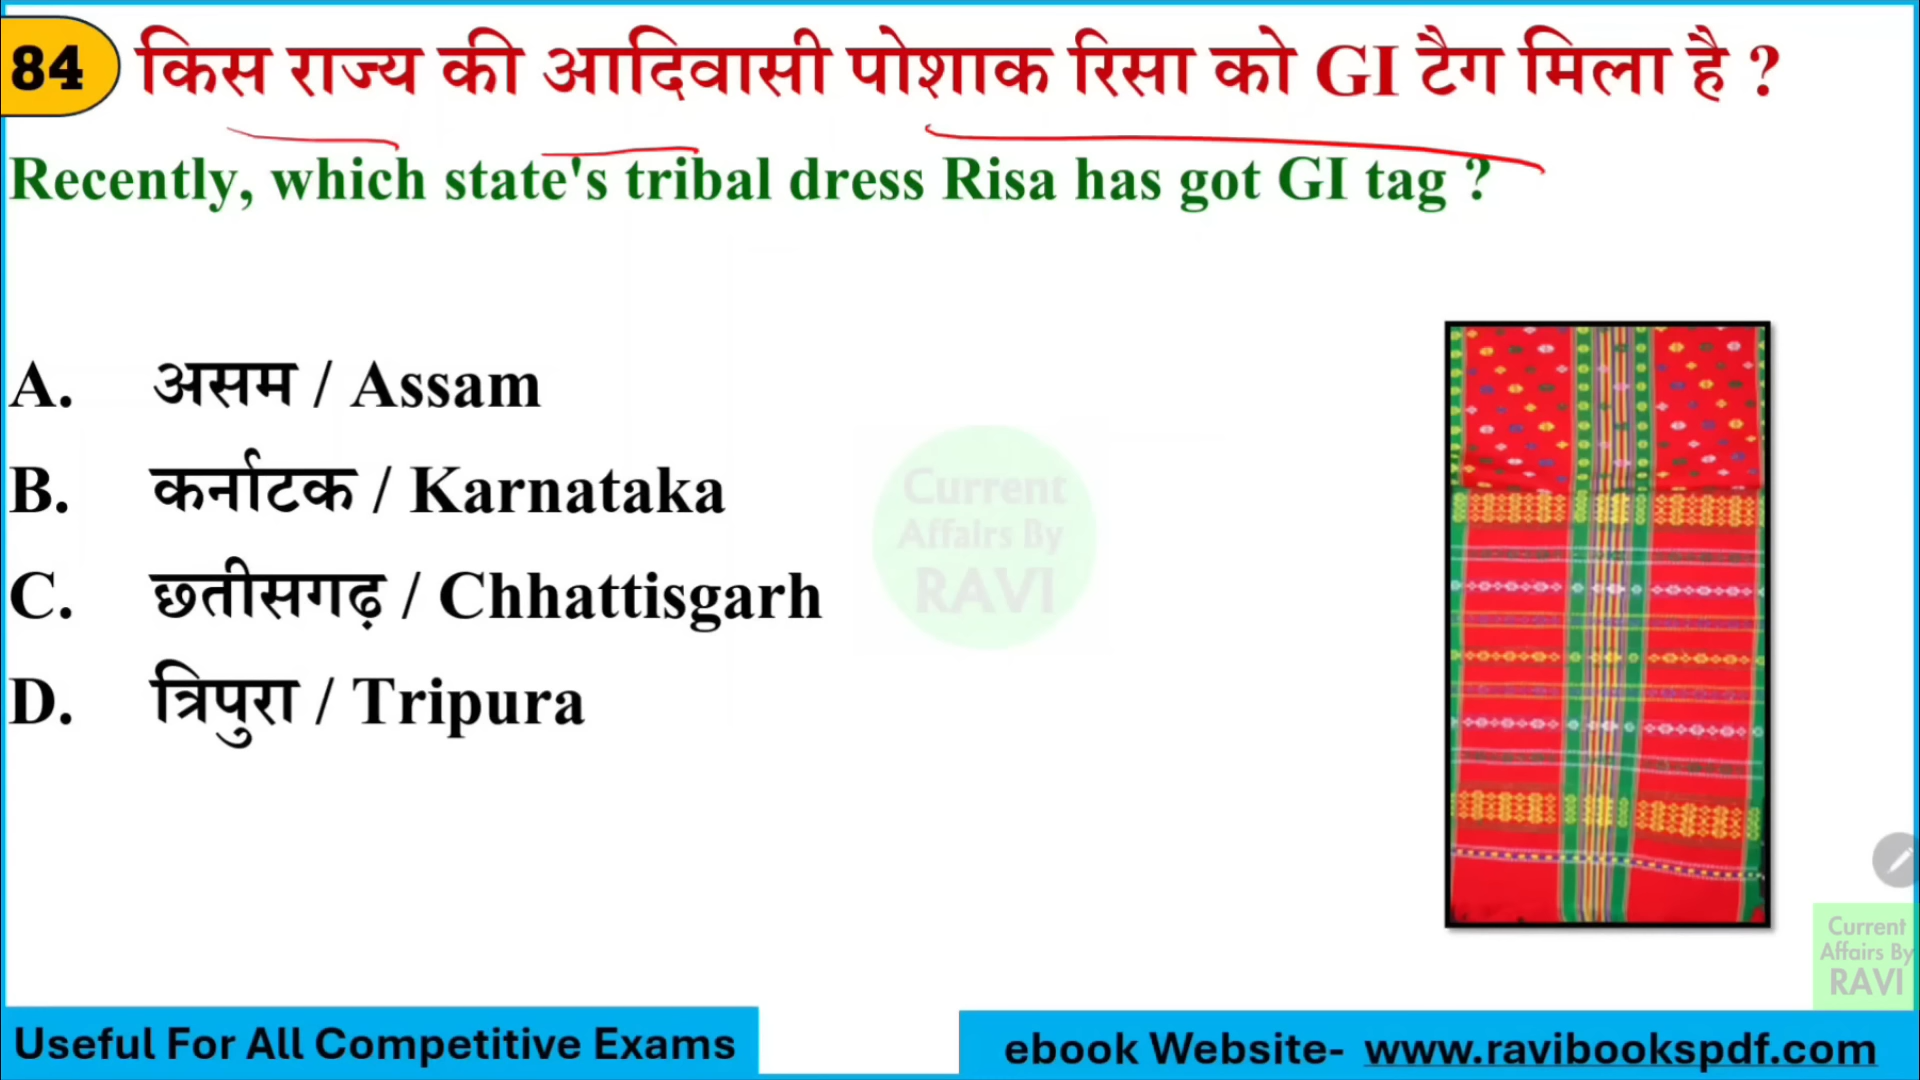 84 किस राज्य की आदिवासी पोशाक रिसा को GI टैग मिला है ?
Recently, which state's tribal dress Risa has got GI tag ?
A. असम / Assam
B. कर्नाटक / Karnataka
C. छतीसगढ़ / Chhattisgarh
D. त्रिपुरा / Tripura
Current
Affairs By
RAVI
Current
Affairs By
RAVI
Useful For All Competitive Exams
ebook Website- www.ravibookspdf.com